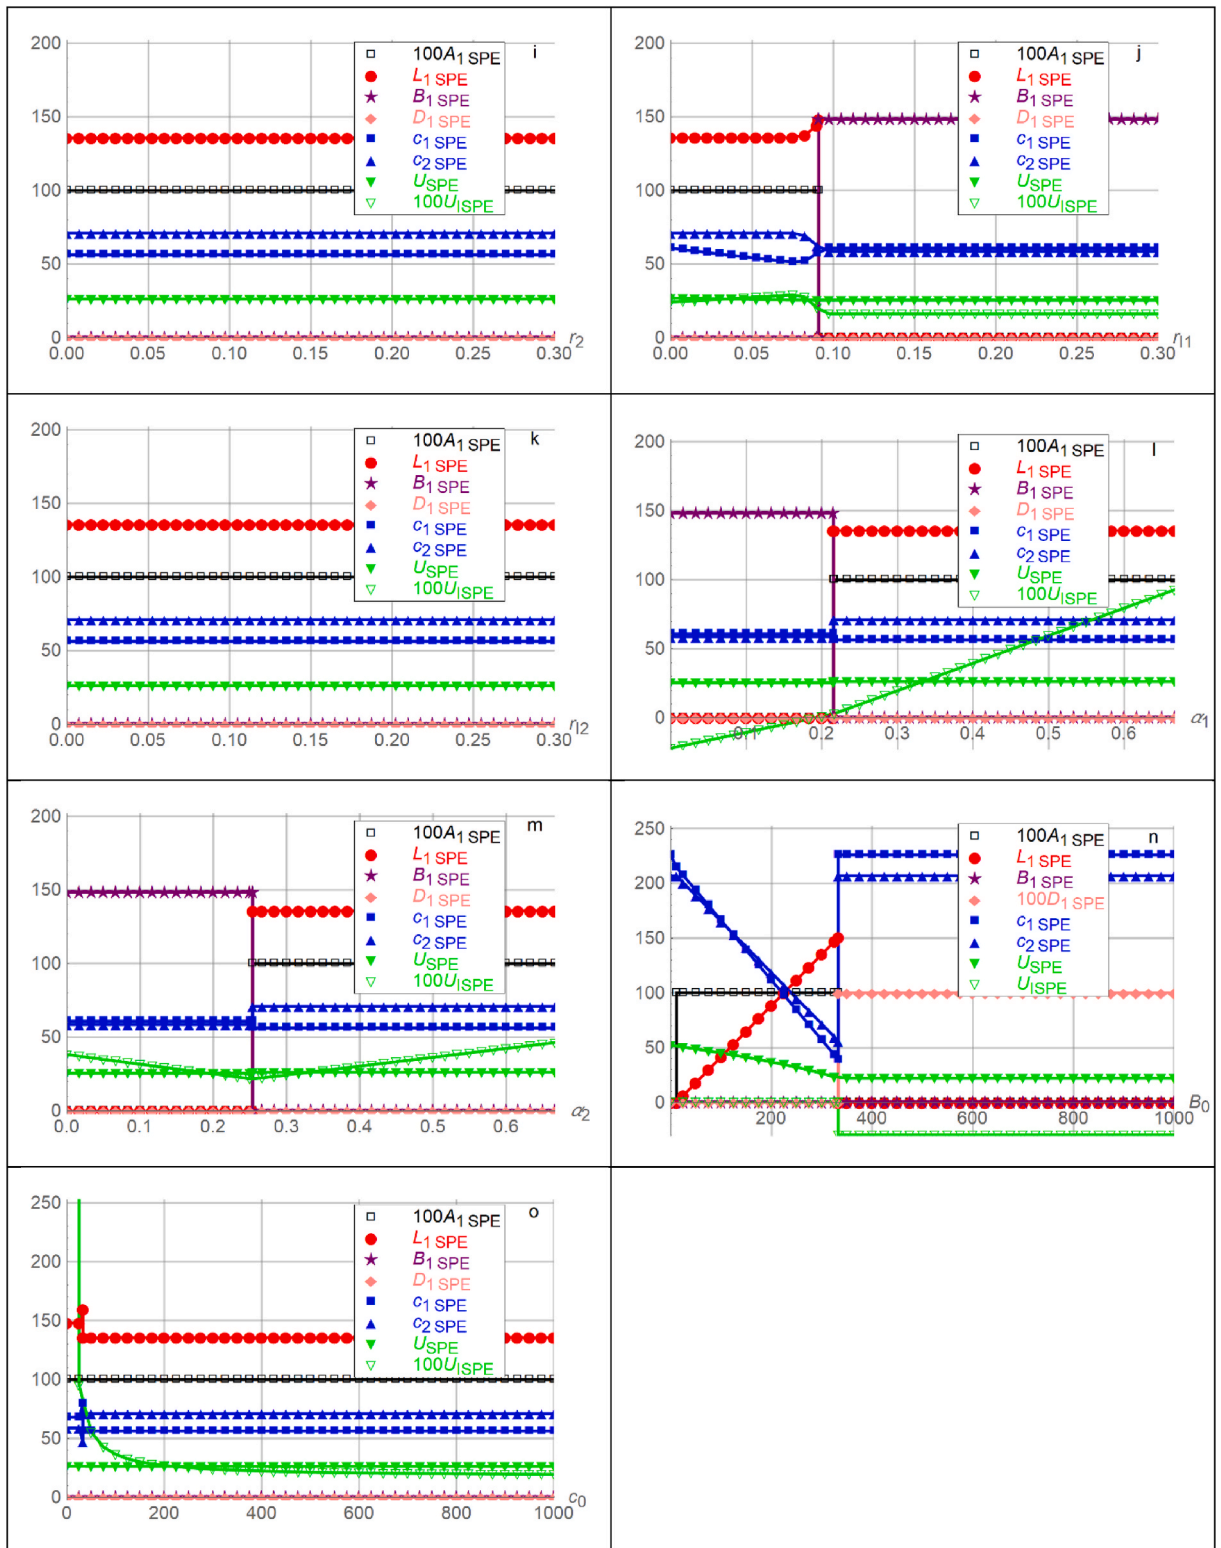 i
200
150
100
50
0
100A1 SPE
L1 SPE
B1 SPE
D1 SPE
c1 SPE
c2 SPE
USPE
100UISPE
0.00 0.05 0.10 0.15 0.20 0.25 0.30 r2
j
200
150
100
50
0
100A1 SPE
L1 SPE
B1 SPE
D1 SPE
c1 SPE
c2 SPE
USPE
100UISPE
0.00 0.05 0.10 0.15 0.20 0.25 0.30 rI1
k
200
150
100
50
0
100A1 SPE
L1 SPE
B1 SPE
D1 SPE
c1 SPE
c2 SPE
USPE
100UISPE
0.00 0.05 0.10 0.15 0.20 0.25 0.30 rI2
l
200
150
100
50
0
100A1 SPE
L1 SPE
B1 SPE
D1 SPE
c1 SPE
c2 SPE
USPE
100UISPE
0.1 0.2 0.3 0.4 0.5 0.6 α1
m
200
150
100
50
0
100A1 SPE
L1 SPE
B1 SPE
D1 SPE
c1 SPE
c2 SPE
USPE
100UISPE
0.0 0.1 0.2 0.3 0.4 0.5 0.6 α2
n
250
200
150
100
50
0
100A1 SPE
L1 SPE
B1 SPE
100D1 SPE
c1 SPE
c2 SPE
USPE
UISPE
200 400 600 800 1000 B0
o
250
200
150
100
50
0
100A1 SPE
L1 SPE
B1 SPE
D1 SPE
c1 SPE
c2 SPE
USPE
100UISPE
0 200 400 600 800 1000 c0